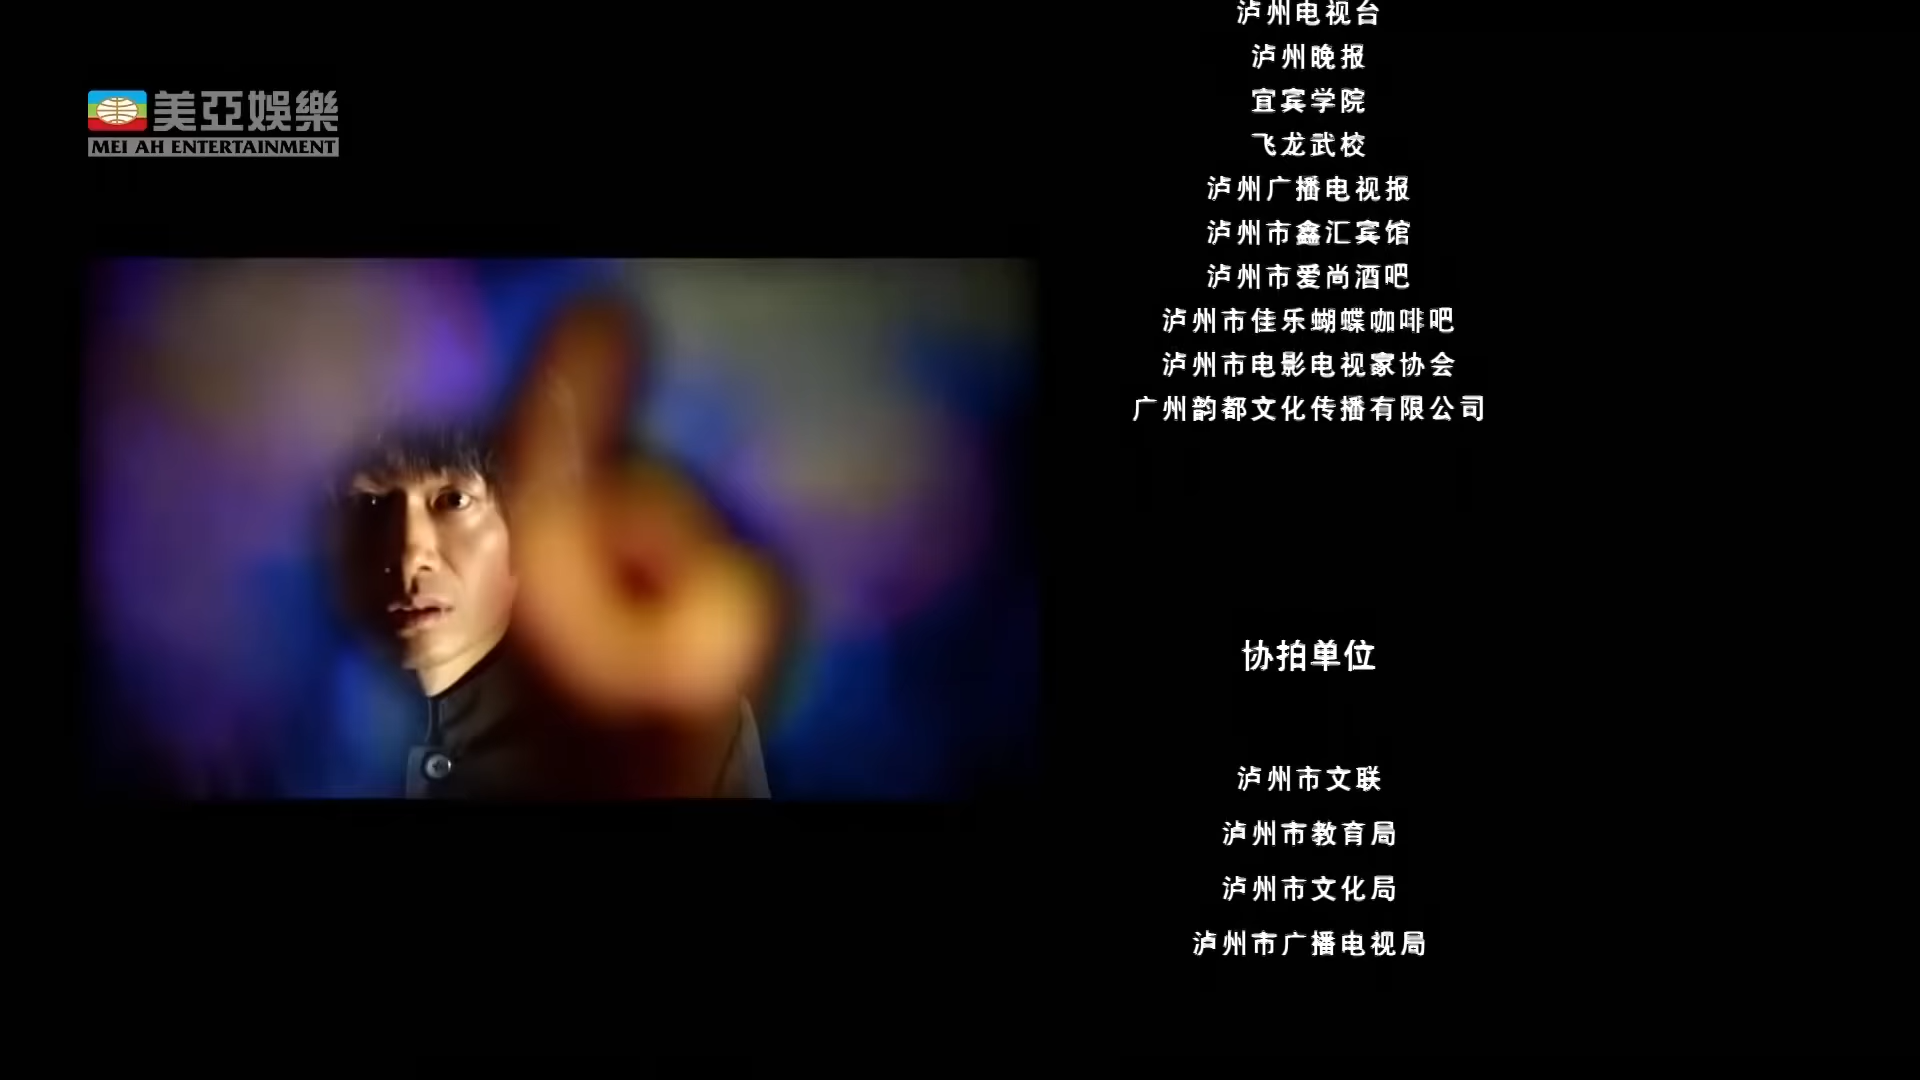 美亞娛樂
MEI AH ENTERTAINMENT
泸州电视台
泸州晚报
宜宾学院
飞龙武校
泸州广播电视报
泸州市鑫汇宾馆
泸州市爱尚酒吧
泸州市佳乐蝴蝶咖啡吧
泸州市电影电视家协会
广州韵都文化传播有限公司
协拍单位
泸州市文联
泸州市教育局
泸州市文化局
泸州市广播电视局